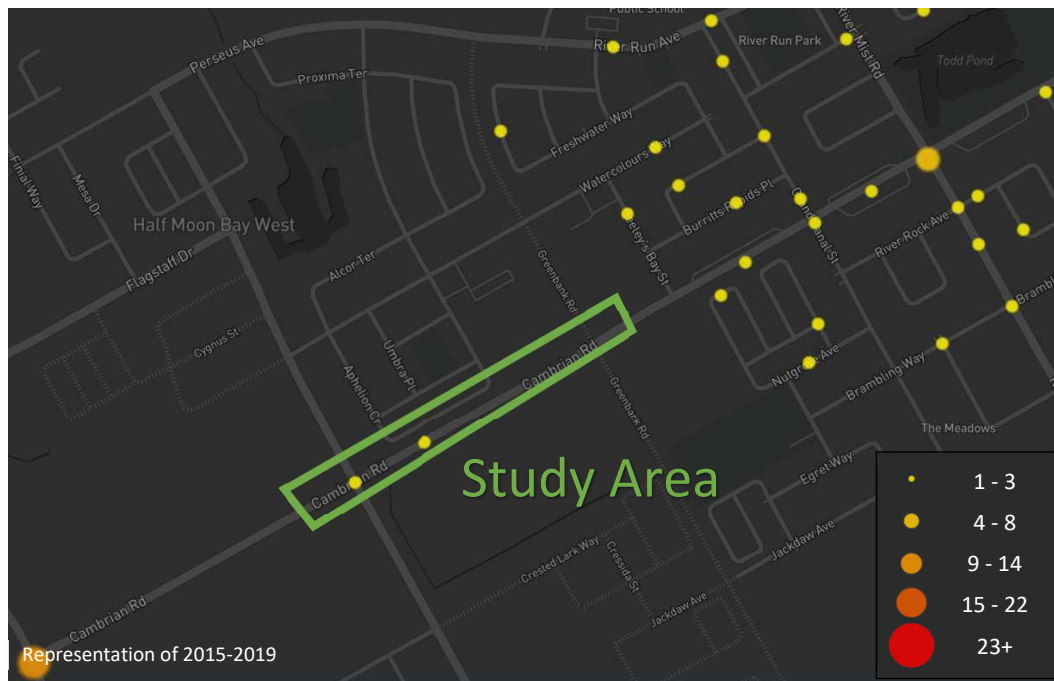 Public School
River Run Ave
River Run Park
River Mist Rd
Todd Pond
Perseus Ave
Proxima Ter
Freshwater Way
Watercolours Way
Finial Way
Mesa Dr
Half Moon Bay West
Burritts Rapids Pl
Canal St
River Rock Ave
Flagstaff Dr
Alcor Ter
Greenbank Rd
Bay St
Cygnus St
Umbra Pl
Aphelion Cr
Cambrian Rd
Nutgrove Ave
Brambling Way
Greenbank Rd
The Meadows
Cambrian Rd
Study Area
Egret Way
Jackdaw Ave
Crested Lark Way
Cressida St
Jackdaw Ave
Cambrian Rd
Representation of 2015-2019
1 - 3
4 - 8
9 - 14
15 - 22
23+